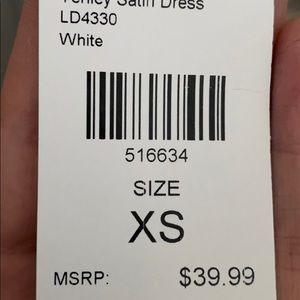 Satin Dress
LD4330
White
516634
SIZE
XS
MSRP: $39.99